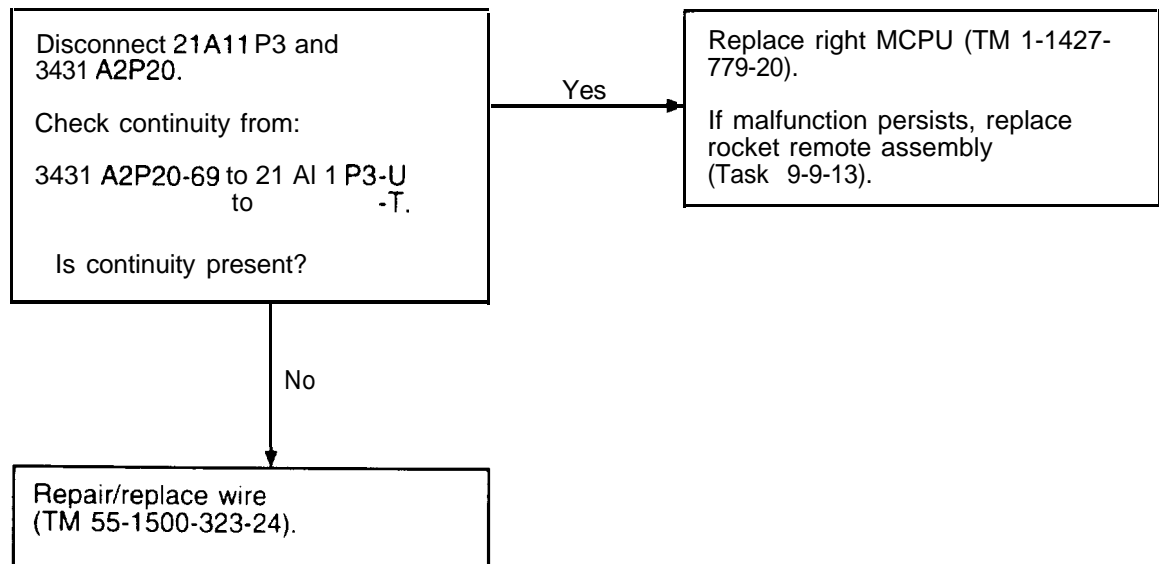 Disconnect 21A11P3 and
3431 A2P20.
Check continuity from:
3431 A2P20-69 to 21 Al 1 P3-U
to -T.
Is continuity present?
Yes
Replace right MCPU (TM 1-1427-
779-20).
If malfunction persists, replace
rocket remote assembly
(Task 9-9-13).
No
Repair/replace wire
(TM 55-1500-323-24).